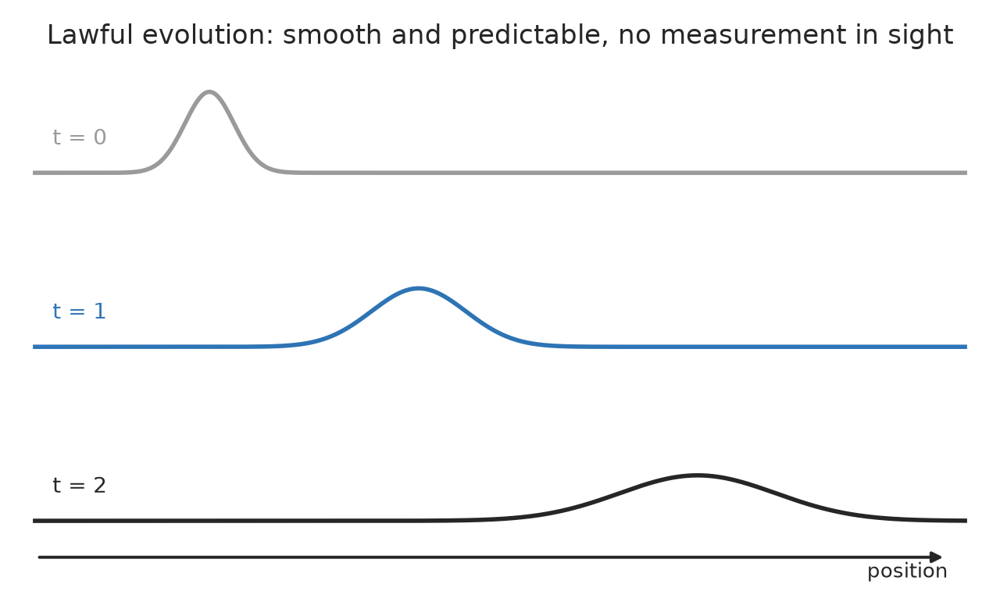 Lawful evolution: smooth and predictable, no measurement in sight
t = 0
t = 1
t = 2
position